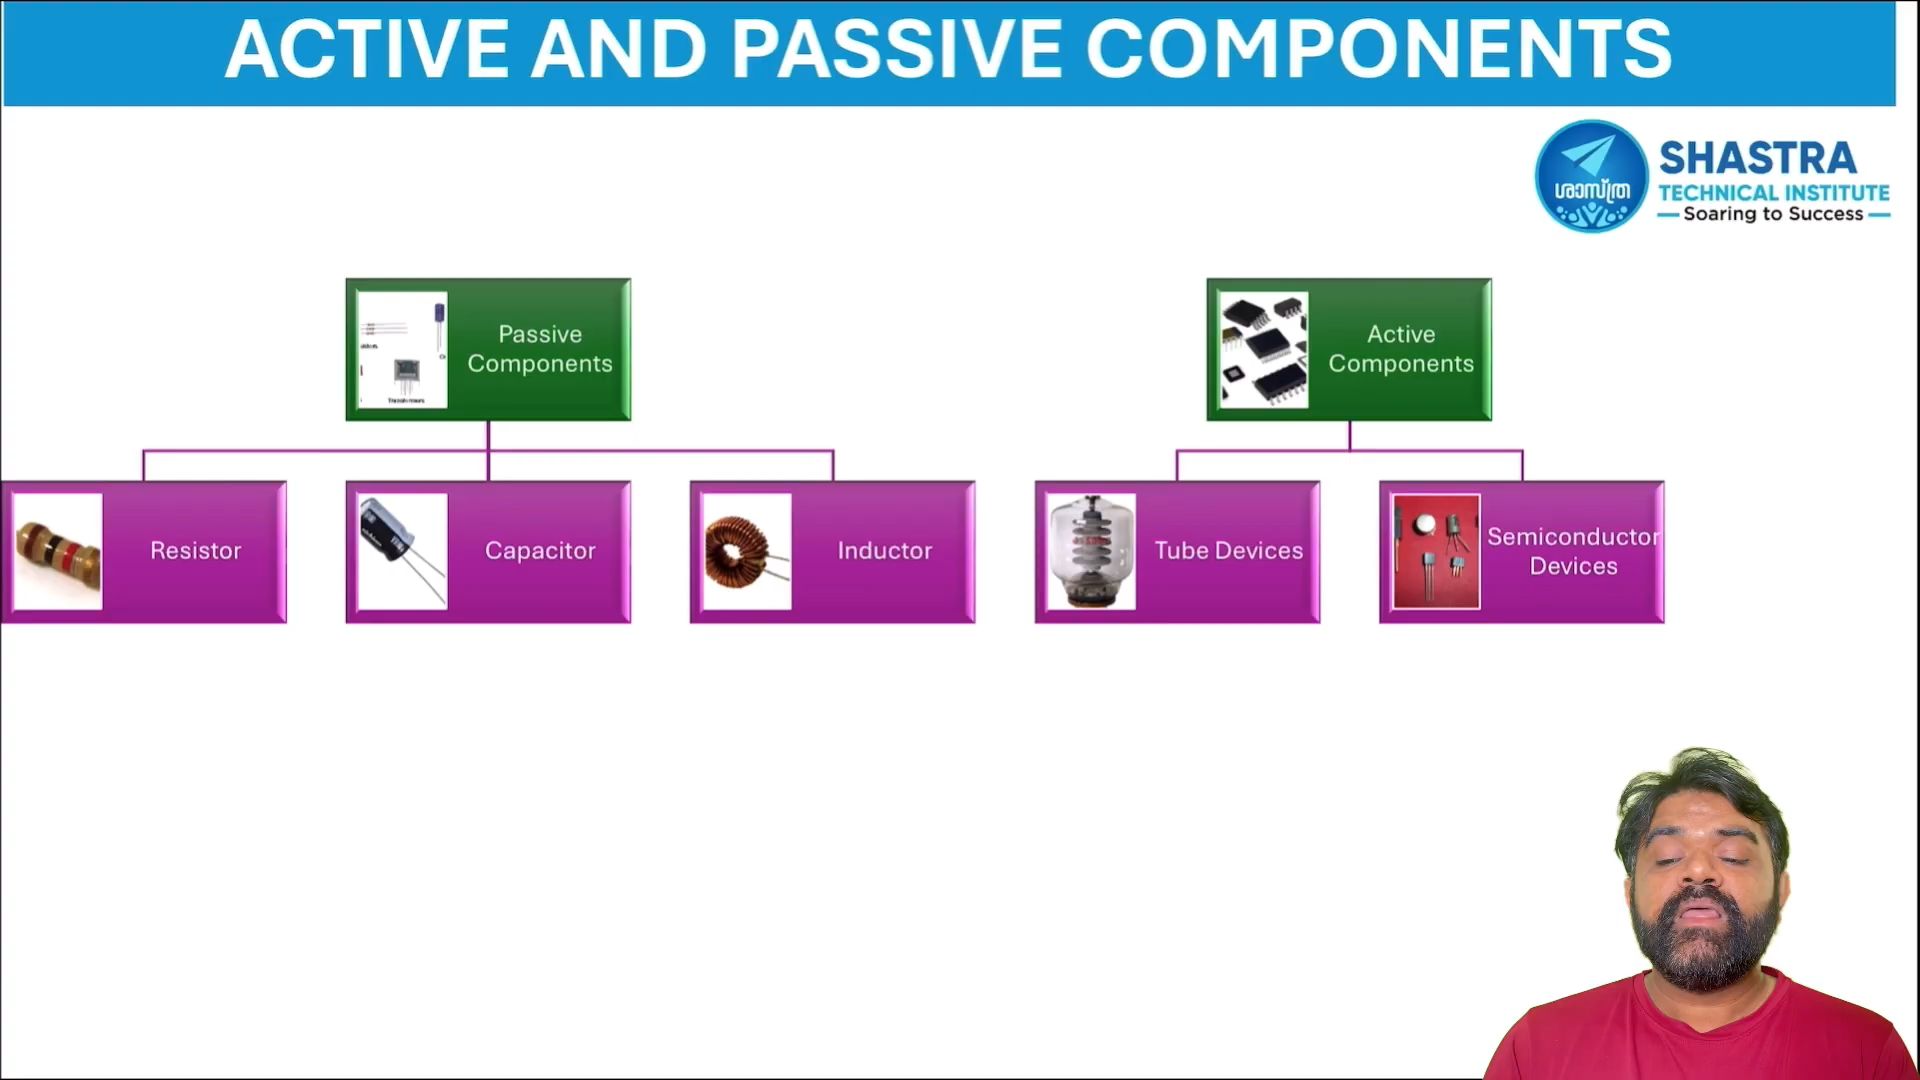 ACTIVE AND PASSIVE COMPONENTS
ശാസ്ത്ര
SHASTRA
TECHNICAL INSTITUTE
Soaring to Success
Passive
Components
Active
Components
Resistor
Capacitor
Inductor
Tube Devices
Semiconductor
Devices